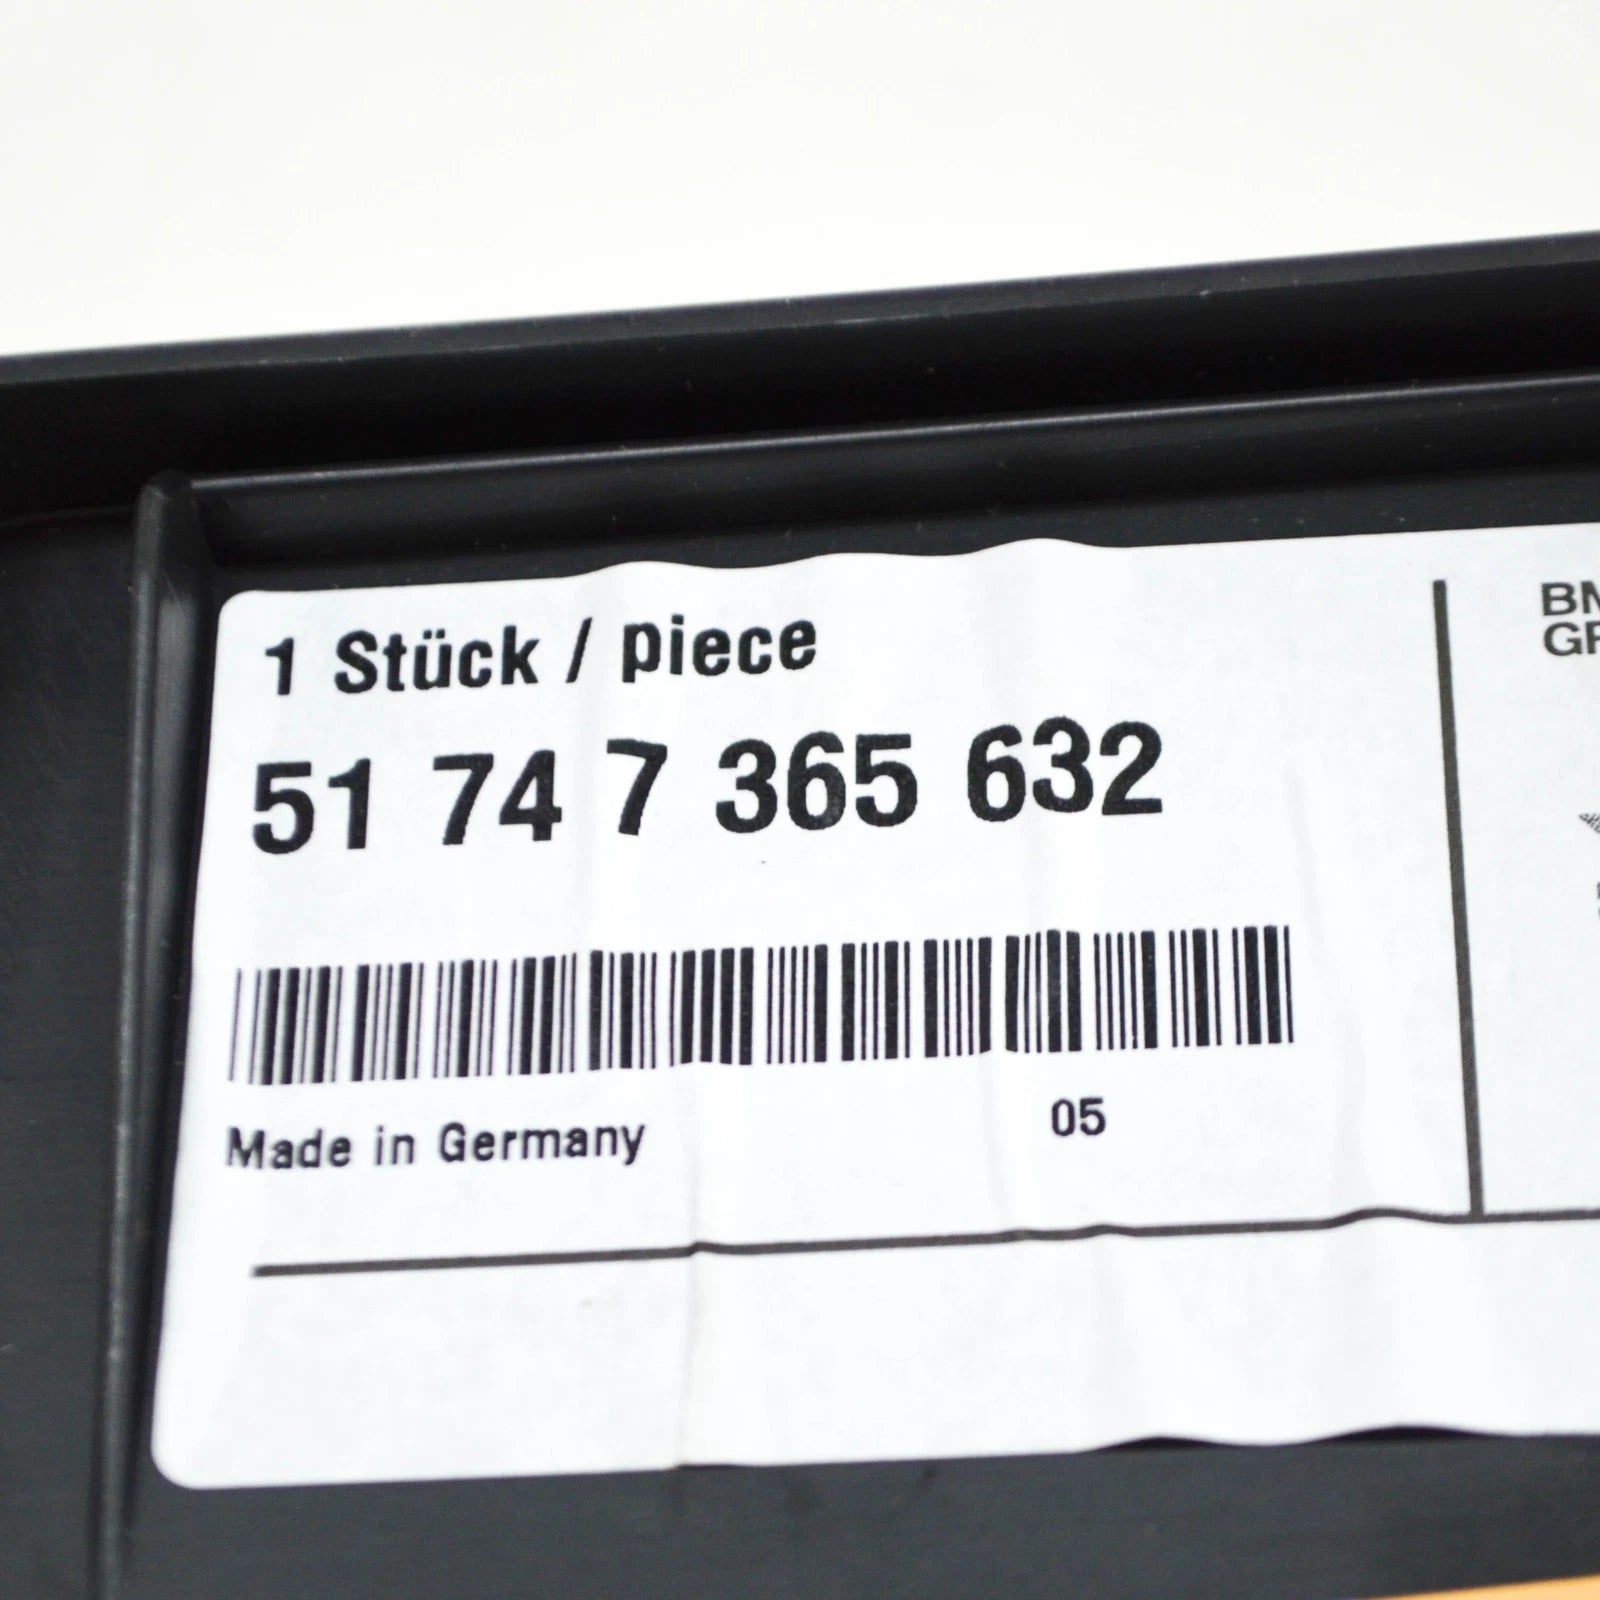 1 Stück / piece
51 74 7 365 632
Made in Germany
05